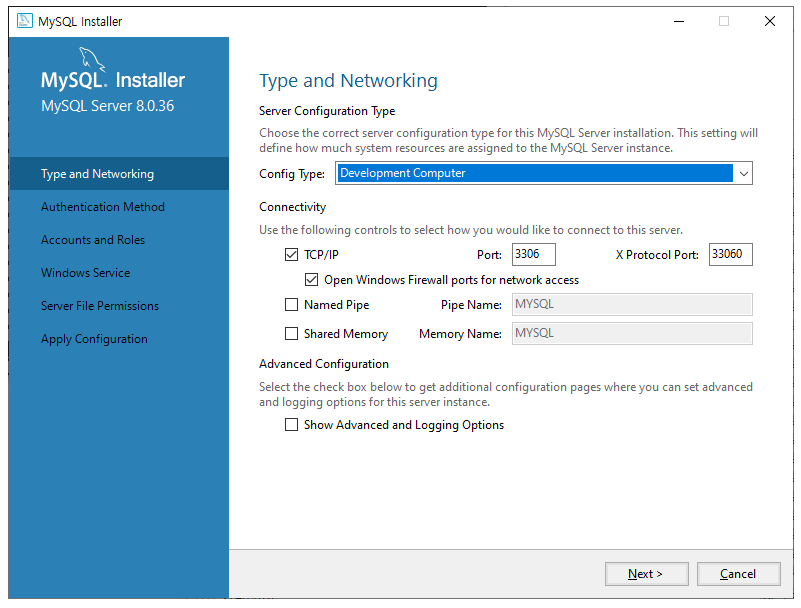 MySQL Installer
MySQL. Installer
MySQL Server 8.0.36
Type and Networking
Authentication Method
Accounts and Roles
Windows Service
Server File Permissions
Apply Configuration
Type and Networking
Server Configuration Type
Choose the correct server configuration type for this MySQL Server installation. This setting will
define how much system resources are assigned to the MySQL Server instance.
Config Type: Development Computer
Connectivity
Use the following controls to select how you would like to connect to this server.
TCP/IP Port: 3306 X Protocol Port: 33060
Open Windows Firewall ports for network access
Named Pipe Pipe Name: MYSQL
Shared Memory Memory Name: MYSQL
Advanced Configuration
Select the check box below to get additional configuration pages where you can set advanced
and logging options for this server instance.
Show Advanced and Logging Options
Next > Cancel